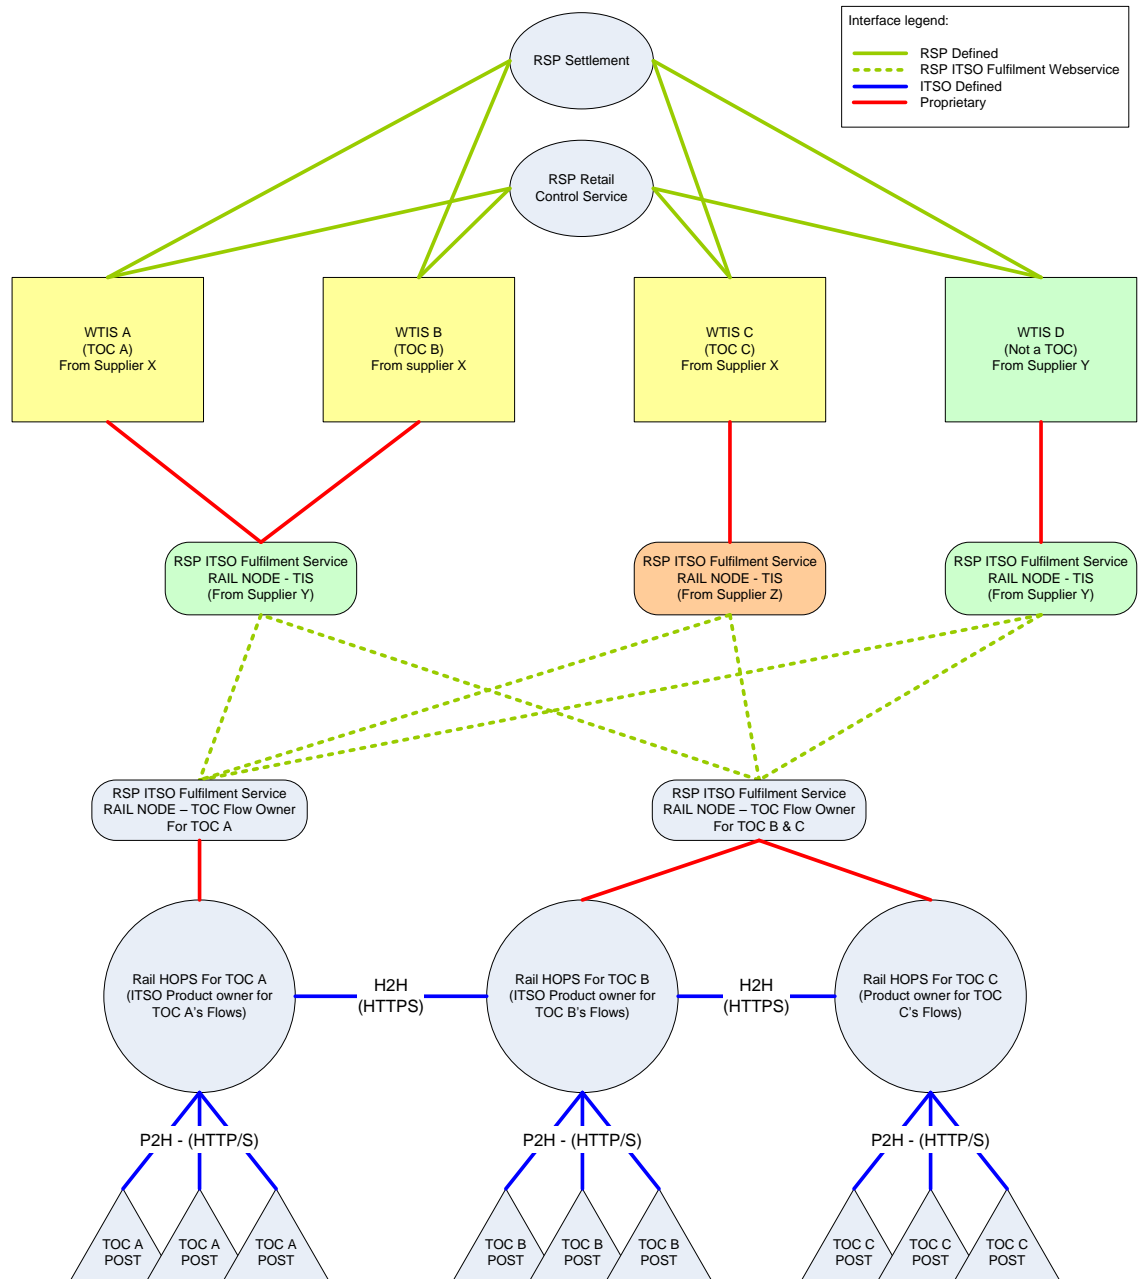 Interface legend:
RSP Defined
RSP ITSO Fulfilment Webservice
ITSO Defined
Proprietary
RSP Settlement
RSP Retail
Control Service
WTIS A
(TOC A)
From Supplier X
WTIS B
(TOC B)
From supplier X
WTIS C
(TOC C)
From Supplier X
WTIS D
(Not a TOC)
From Supplier Y
RSP ITSO Fulfilment Service
RAIL NODE - TIS
(From Supplier Y)
RSP ITSO Fulfilment Service
RAIL NODE - TIS
(From Supplier Z)
RSP ITSO Fulfilment Service
RAIL NODE - TIS
(From Supplier Y)
RSP ITSO Fulfilment Service
RAIL NODE – TOC Flow Owner
For TOC A
RSP ITSO Fulfilment Service
RAIL NODE – TOC Flow Owner
For TOC B & C
Rail HOPS For TOC A
(ITSO Product owner for
TOC A's Flows)
H2H
(HTTPS)
Rail HOPS For TOC B
(ITSO Product owner for
TOC B's Flows)
H2H
(HTTPS)
Rail HOPS For TOC C
(Product owner for TOC
C's Flows)
P2H - (HTTP/S)
P2H - (HTTP/S)
P2H - (HTTP/S)
TOC A
POST
TOC A
POST
TOC A
POST
TOC B
POST
TOC B
POST
TOC B
POST
TOC C
POST
TOC C
POST
TOC C
POST